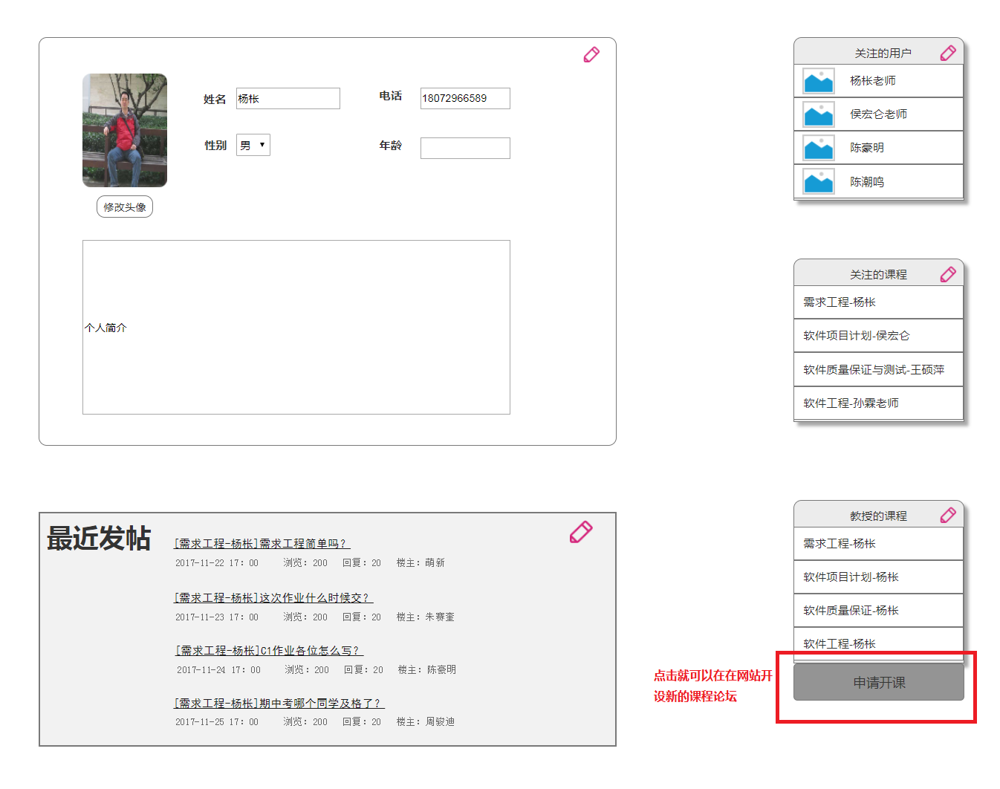 姓名
杨枨
电话
18072966589
性别
男
年龄
修改头像
个人简介
关注的用户
杨枨老师
侯宏仑老师
陈豪明
陈潮鸣
关注的课程
需求工程-杨枨
软件项目计划-侯宏仑
软件质量保证与测试-王硕萍
软件工程-孙霖老师
最近发帖
[需求工程-杨枨]需求工程简单吗？
2017-11-22 17：00 浏览：200 回复：20 楼主：萌新
[需求工程-杨枨]这次作业什么时候交？
2017-11-23 17：00 浏览：200 回复：20 楼主：朱赛奎
[需求工程-杨枨]C1作业各位怎么写？
2017-11-24 17：00 浏览：200 回复：20 楼主：陈豪明
[需求工程-杨枨]期中考哪个同学及格了？
2017-11-25 17：00 浏览：200 回复：20 楼主：周骏迪
教授的课程
需求工程-杨枨
软件项目计划-杨枨
软件质量保证-杨枨
软件工程-杨枨
点击就可以在在网站开
设新的课程论坛
申请开课